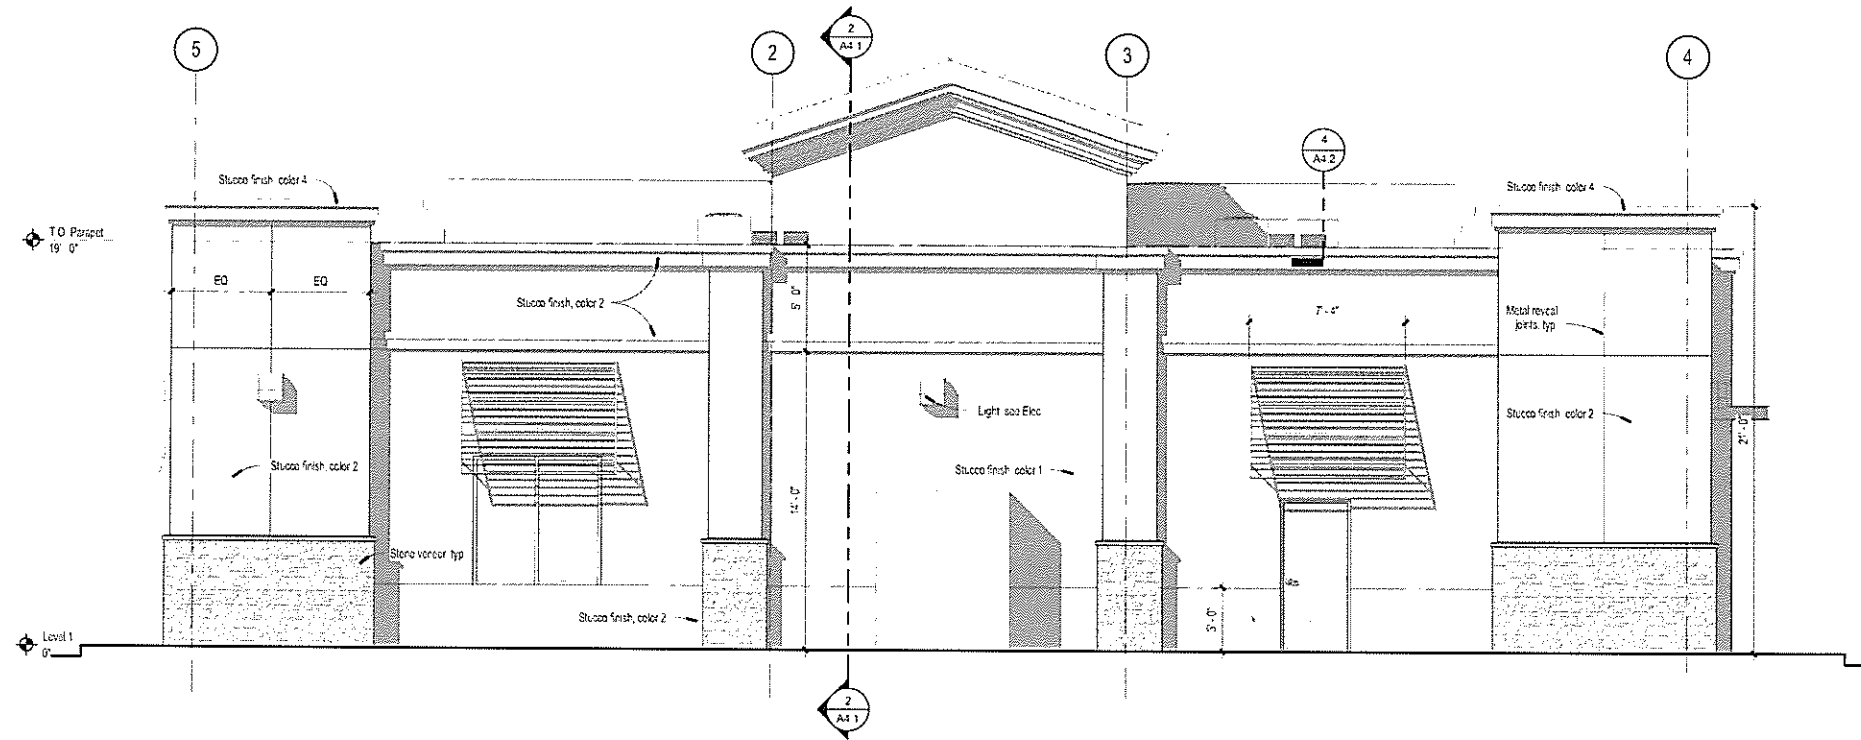 5
2
2
A4.1
3
4
4
A4.2
Stucco finish, color 4
Stucco finish, color 4
T.O. Parapet
19' 0"
EQ
EQ
Stucco finish, color 2
5' 0"
7' - 4"
Metal reveal
joints, typ
Light, see Elec
Stucco finish, color 2
21' - 0"
Stucco finish, color 2
Stucco finish, color 1
14' - 0"
Stone veneer, typ
Stucco finish, color 2
3' - 0"
Level 1
0"
2
A4.1